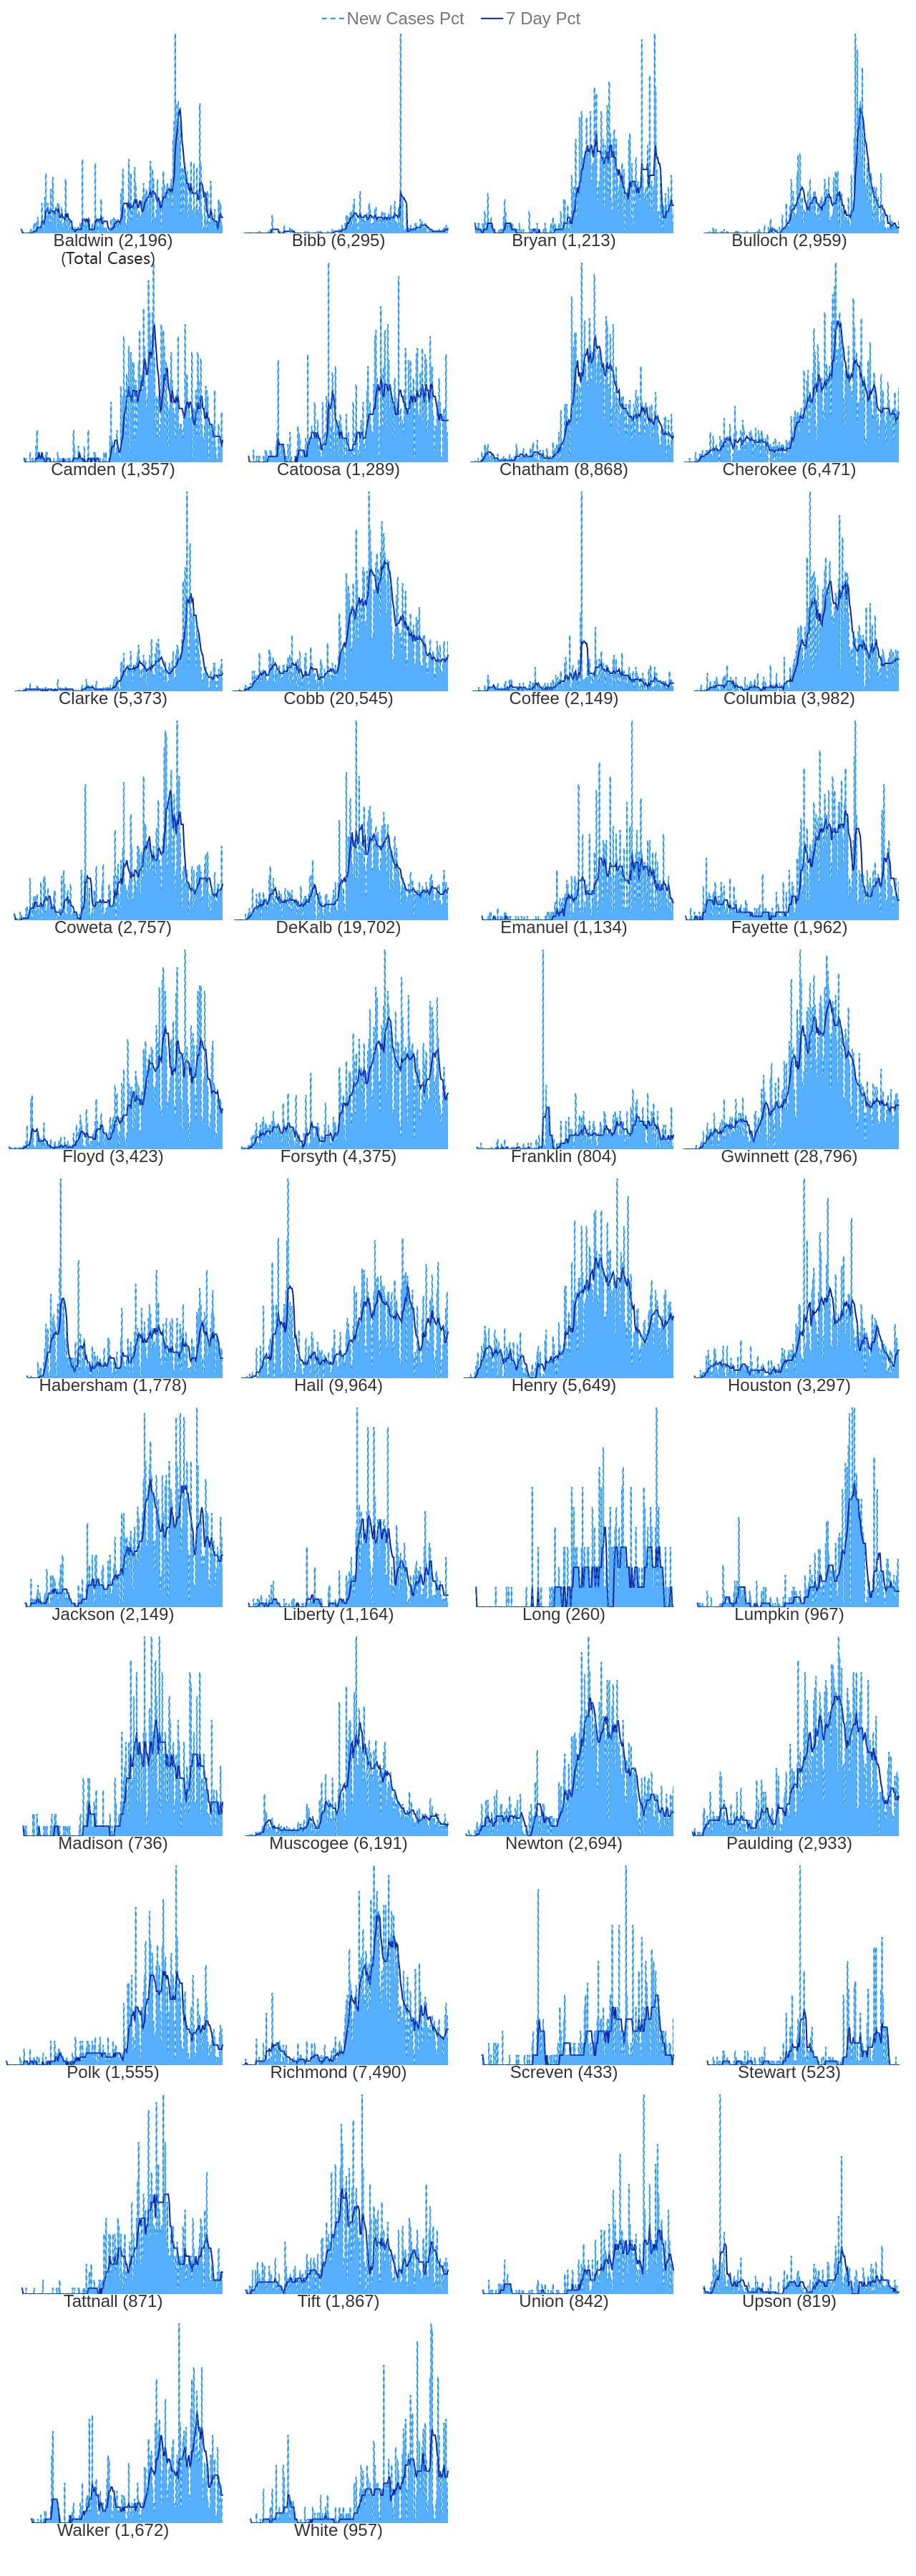 New Cases Pct 7 Day Pct
Baldwin (2,196) Bibb (6,295) Bryan (1,213) Bulloch (2,959)
(Total Cases)
Camden (1,357) Catoosa (1,289) Chatham (8,868) Cherokee (6,471)
Clarke (5,373) Cobb (20,545) Coffee (2,149) Columbia (3,982)
Coweta (2,757) DeKalb (19,702) Emanuel (1,134) Fayette (1,962)
Floyd (3,423) Forsyth (4,375) Franklin (804) Gwinnett (28,796)
Habersham (1,778) Hall (9,964) Henry (5,649) Houston (3,297)
Jackson (2,149) Liberty (1,164) Long (260) Lumpkin (967)
Madison (736) Muscogee (6,191) Newton (2,694) Paulding (2,933)
Polk (1,555) Richmond (7,490) Screven (433) Stewart (523)
Tattnall (871) Tift (1,867) Union (842) Upson (819)
Walker (1,672) White (957)